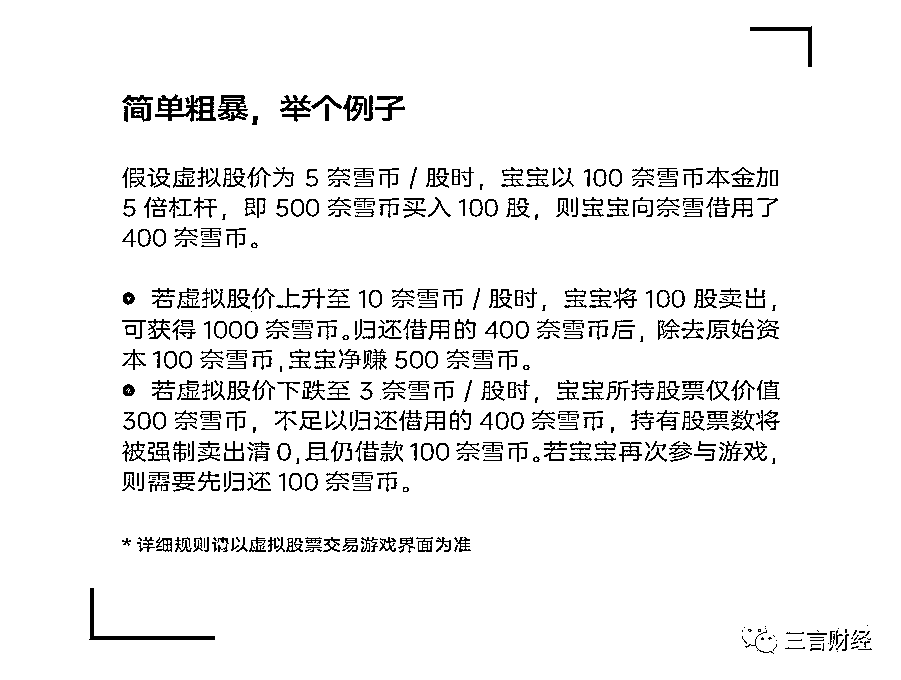 简单粗暴，举个例子
假设虚拟股价为 5 奈雪币 / 股时，宝宝以 100 奈雪币本金加
5 倍杠杆，即 500 奈雪币买入 100 股，则宝宝向奈雪借用了
400 奈雪币。
● 若虚拟股价上升至 10 奈雪币 / 股时，宝宝将 100 股卖出，
可获得 1000 奈雪币。归还借用的 400 奈雪币后，除去原始资
本 100 奈雪币，宝宝净赚 500 奈雪币。
● 若虚拟股价下跌至 3 奈雪币 / 股时，宝宝所持股票仅价值
300 奈雪币，不足以归还借用的 400 奈雪币，持有股票数将
被强制卖出清 0，且仍借款 100 奈雪币。若宝宝再次参与游戏，
则需要先归还 100 奈雪币。
* 详细规则请以虚拟股票交易游戏界面为准
三言财经